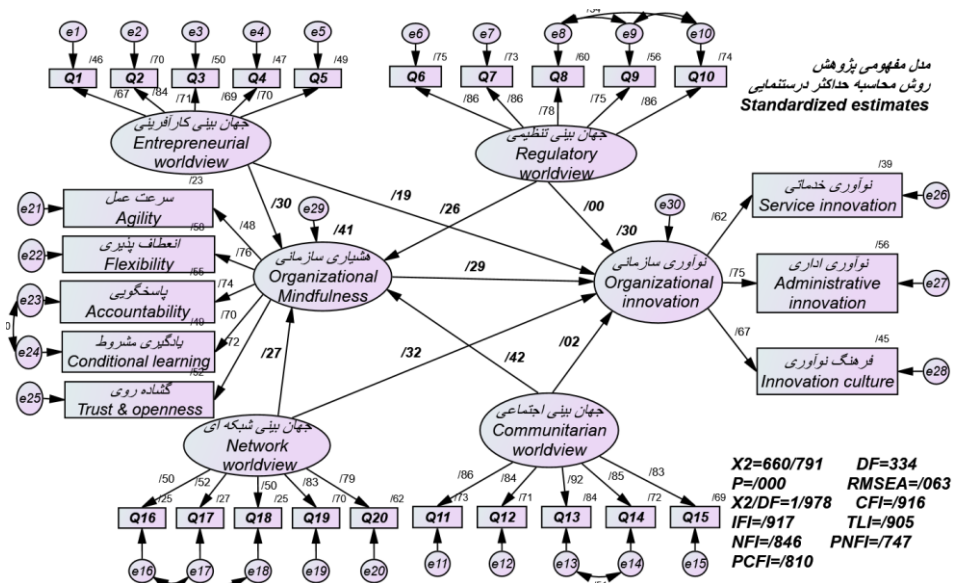 e1 e2 e3 e4 e5
/46 /70 /50 /47 /49
Q1 Q2 Q3 Q4 Q5
/67 /84 /71 /69 /70
جهان بینی کارآفرینی
Entrepreneurial
worldview
e6 e7 e8 e9 e10
/75 /73 /60 /56 /74
Q6 Q7 Q8 Q9 Q10
/86 /86 /78 /75 /86
جهان بینی تنظیمی
Regulatory
worldview
مدل مفهومی پژوهش
روش محاسبه حداکثر درستنمایی
Standardized estimates
/30
/19
/26
/00
e21
/23
سرعت عمل
Agility
/48
e22
انعطاف پذیری
Flexibility
/76
e23
/55
پاسخگویی
Accountability
/74
e24
/49
یادگیری مشروط
Conditional learning
/70
e25
/52
گشاده روی
Trust & openness
/72
e29
/41
هشیاری سازمانی
Organizational
Mindfulness
/29
e30
/30
نوآوری سازمانی
Organizational
innovation
/62
/39
نوآوری خدماتی
Service innovation
e26
/75
/56
نوآوری اداری
Administrative
innovation
e27
/67
/45
فرهنگ نوآوری
Innovation culture
e28
/27
/32
/42
/02
جهان بینی شبکه ای
Network
worldview
/50 /52 /50 /83 /79
/25 /27 /25 /70 /62
Q16 Q17 Q18 Q19 Q20
e16 e17 e18 e19 e20
جهان بینی اجتماعی
Communitarian
worldview
/86 /84 /92 /85 /83
/73 /71 /84 /72 /69
Q11 Q12 Q13 Q14 Q15
e11 e12 e13 e14 e15
X2=660/791 DF=334
P=/000 RMSEA=/063
X2/DF=1/978 CFI=/916
IFI=/917 TLI=/905
NFI=/846 PNFI=/747
PCFI=/810